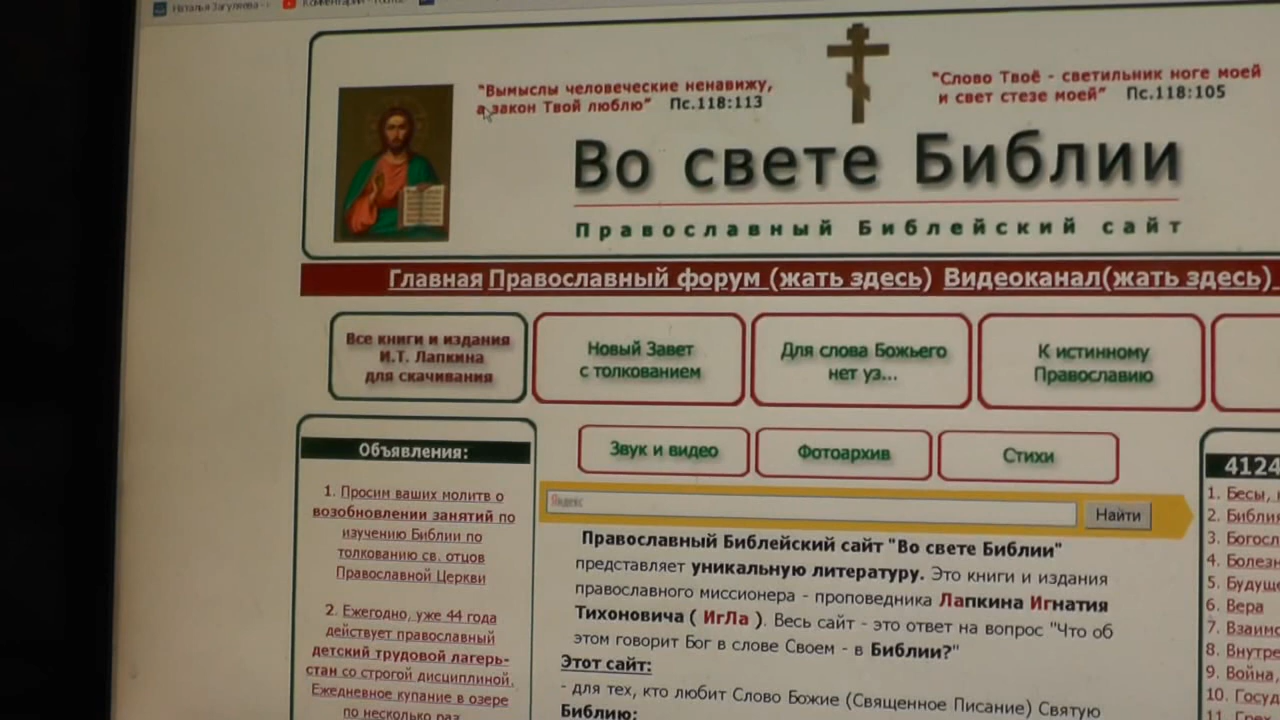 Наталья Загуляева -
Комментарии - YouTu
"Вымыслы человеческие ненавижу,
а закон Твой люблю" Пс.118:113
"Слово Твоё - светильник ноге моей
и свет стезе моей" Пс.118:105
Во свете Библии
Православный Библейский сайт
Главная Православный форум (жать здесь) Видеоканал(жать здесь)
Все книги и издания
И.Т. Лапкина
для скачивания
Новый Завет
с толкованием
Для слова Божьего
нет уз...
К истинному
Православию
Звук и видео
Фотоархив
Стихи
Объявления:
1. Просим ваших молитв о
возобновлении занятий по
изучению Библии по
толкованию св. отцов
Православной Церкви
2. Ежегодно, уже 44 года
действует православный
детский трудовой лагерь-
стан со строгой дисциплиной.
Ежедневное купание в озере
по несколько раз
Яндекс
Найти
Православный Библейский сайт "Во свете Библии"
представляет уникальную литературу. Это книги и издания
православного миссионера - проповедника Лапкина Игнатия
Тихоновича ( ИгЛа ). Весь сайт - это ответ на вопрос "Что об
этом говорит Бог в слове Своем - в Библии?"
Этот сайт:
- для тех, кто любит Слово Божие (Священное Писание) Святую
Библию:
4124
1. Бесы,
2. Библия
3. Богосл
4. Болезн
5. Будуще
6. Вера
7. Взаимо
8. Внутре
9. Война,
10. Госуд
11.